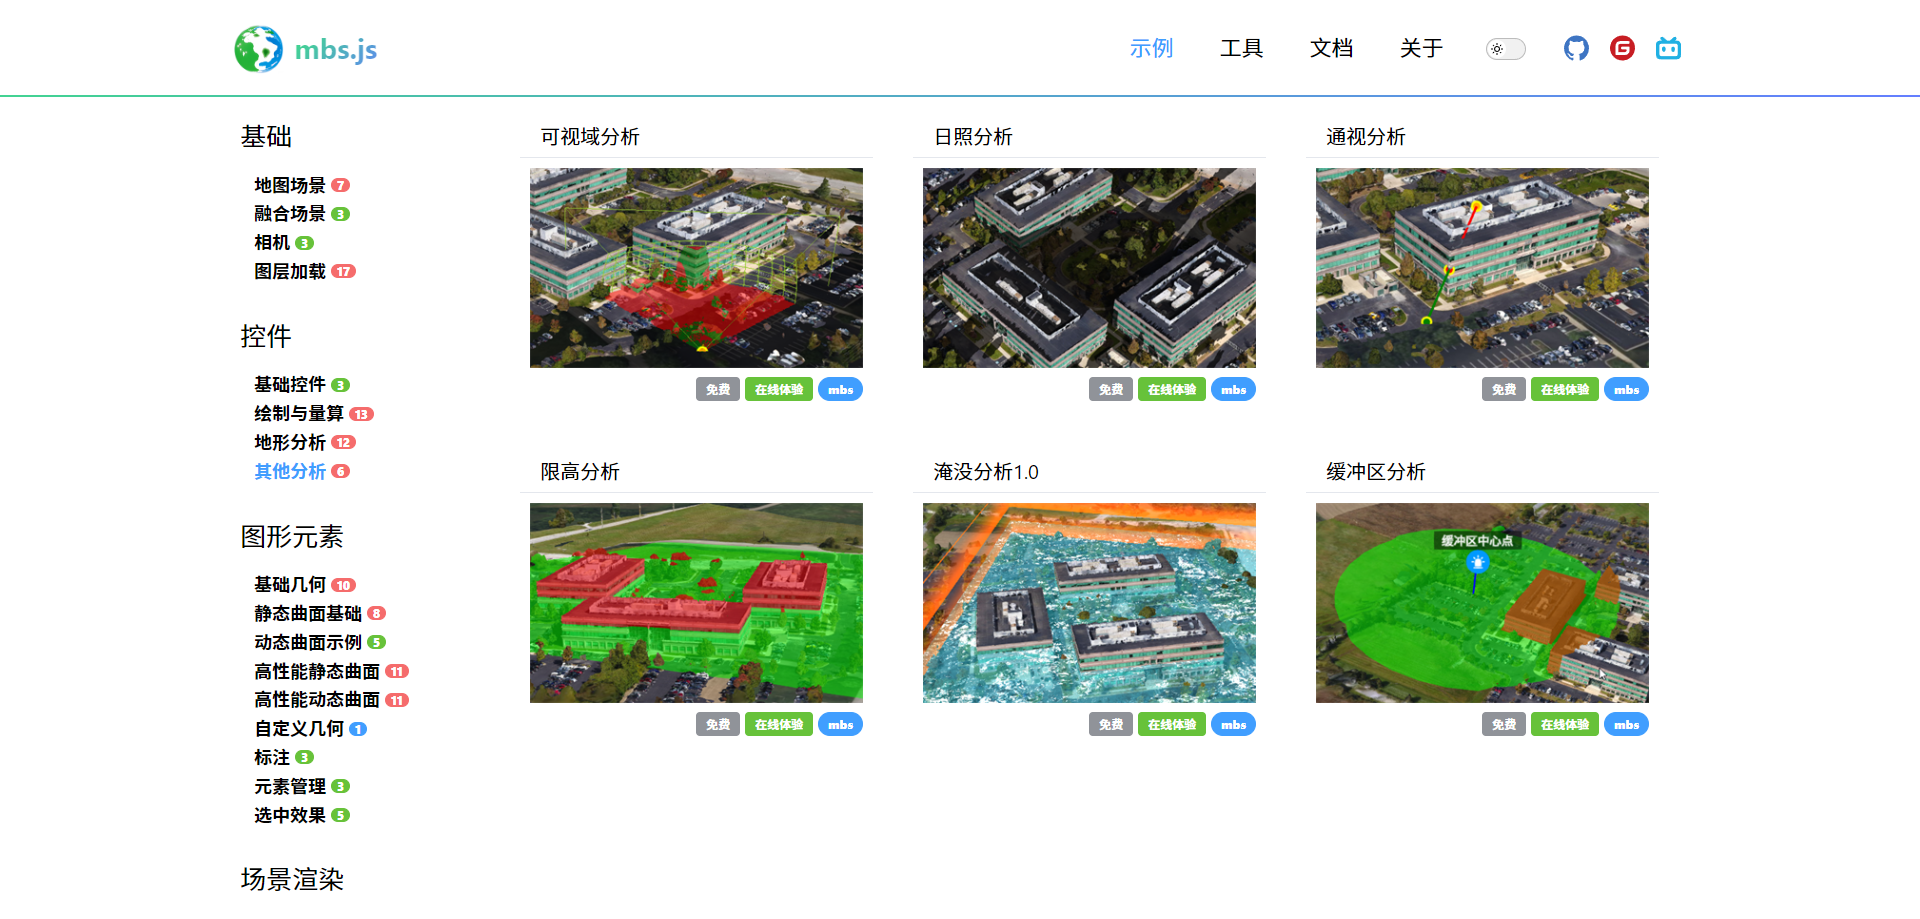 mbs.js
示例
工具
文档
关于
基础
地图场景 7
融合场景 3
相机 3
图层加载 17
控件
基础控件 3
绘制与量算 13
地形分析 12
其他分析 6
图形元素
基础几何 10
静态曲面基础 8
动态曲面示例 5
高性能静态曲面 11
高性能动态曲面 11
自定义几何 1
标注 3
元素管理 3
选中效果 5
场景渲染
可视域分析
免费 在线体验 mbs
日照分析
免费 在线体验 mbs
通视分析
免费 在线体验 mbs
限高分析
免费 在线体验 mbs
淹没分析1.0
免费 在线体验 mbs
缓冲区分析
缓冲区中心点
免费 在线体验 mbs